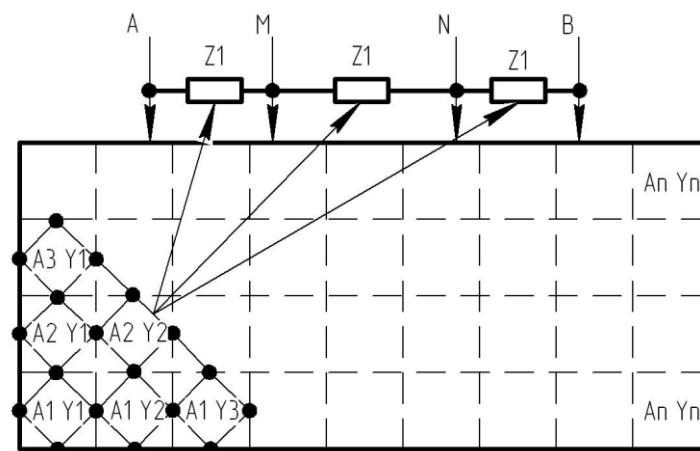 A M N B
Z1 Z1 Z1
An Yn
A3 Y1
A2 Y1 A2 Y2
A1 Y1 A1 Y2 A1 Y3 An Yn